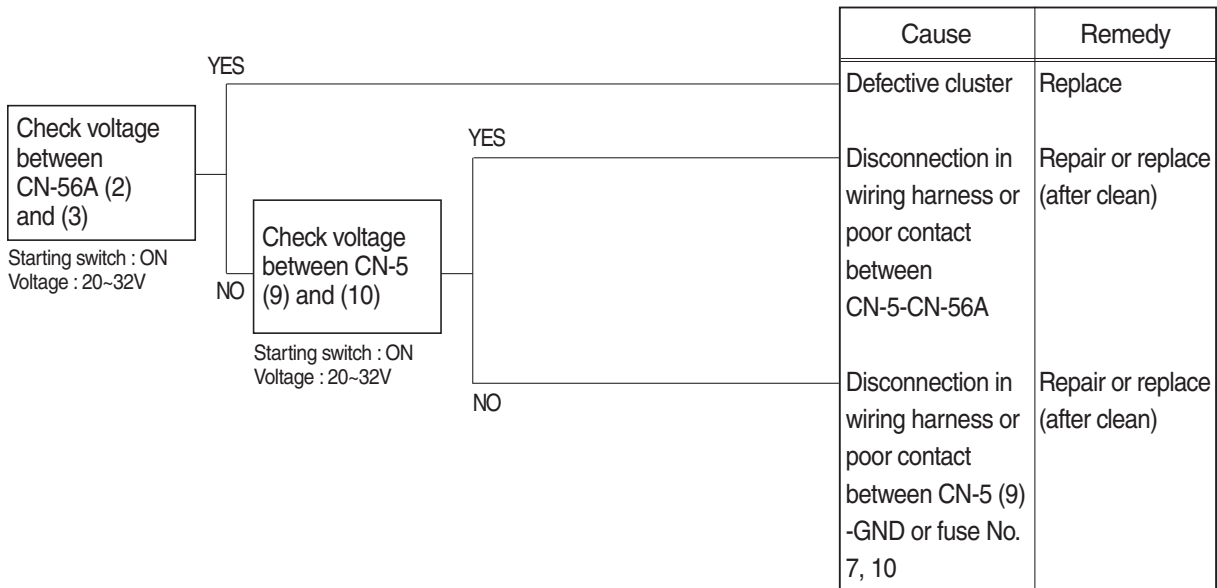 Cause
Remedy
YES
Defective cluster
Replace
Check voltage
between
CN-56A (2)
and (3)
Starting switch : ON
Voltage : 20~32V
YES
Disconnection in
wiring harness or
poor contact
between
CN-5-CN-56A
Repair or replace
(after clean)
NO
Check voltage
between CN-5
(9) and (10)
Starting switch : ON
Voltage : 20~32V
NO
Disconnection in
wiring harness or
poor contact
between CN-5 (9)
-GND or fuse No.
7, 10
Repair or replace
(after clean)